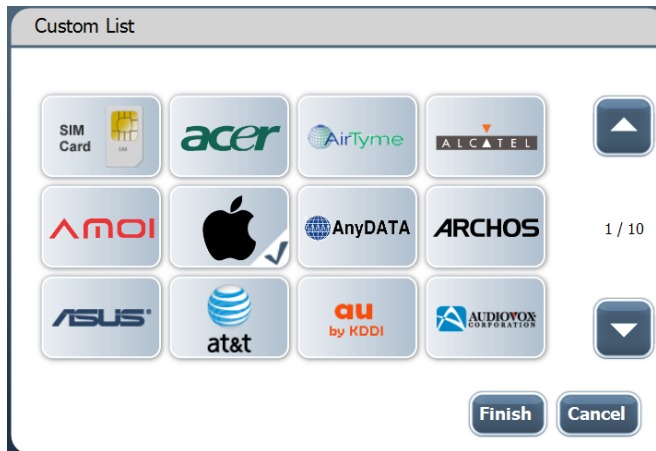 Custom List
SIM
Card
SIM
acer
AirTyme
ALCATEL
AMOI
AnyDATA
ARCHOS
1 / 10
ASUS
at&t
au
by KDDI
AUDIOVOX
CORPORATION
Finish
Cancel